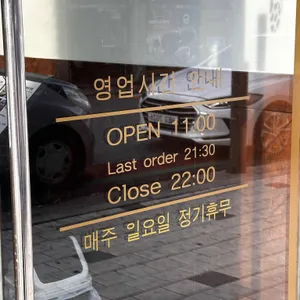 영업시간 안내
OPEN 11:00
Last order 21:30
Close 22:00
매주 일요일 정기휴무